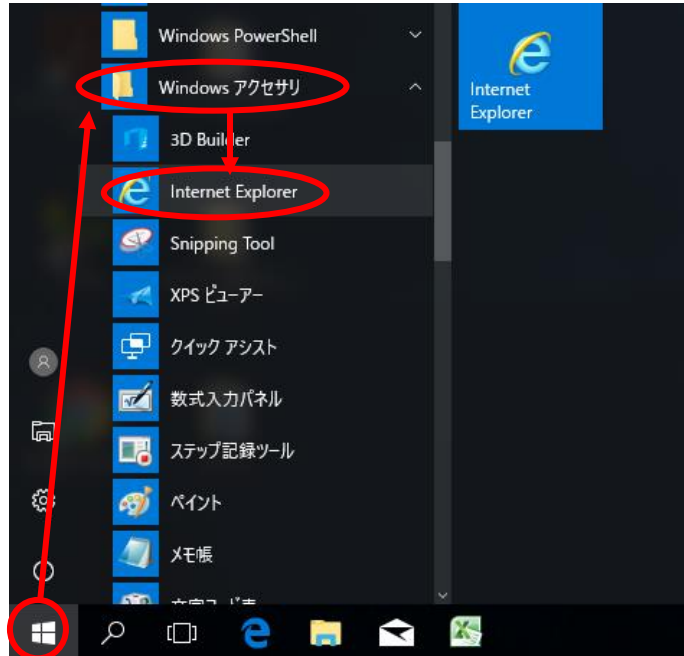 Windows PowerShell
Windows アクセサリ
3D Builder
Internet Explorer
Snipping Tool
XPS ビューアー
クイック アシスト
数式入力パネル
ステップ記録ツール
ペイント
メモ帳
Internet
Explorer